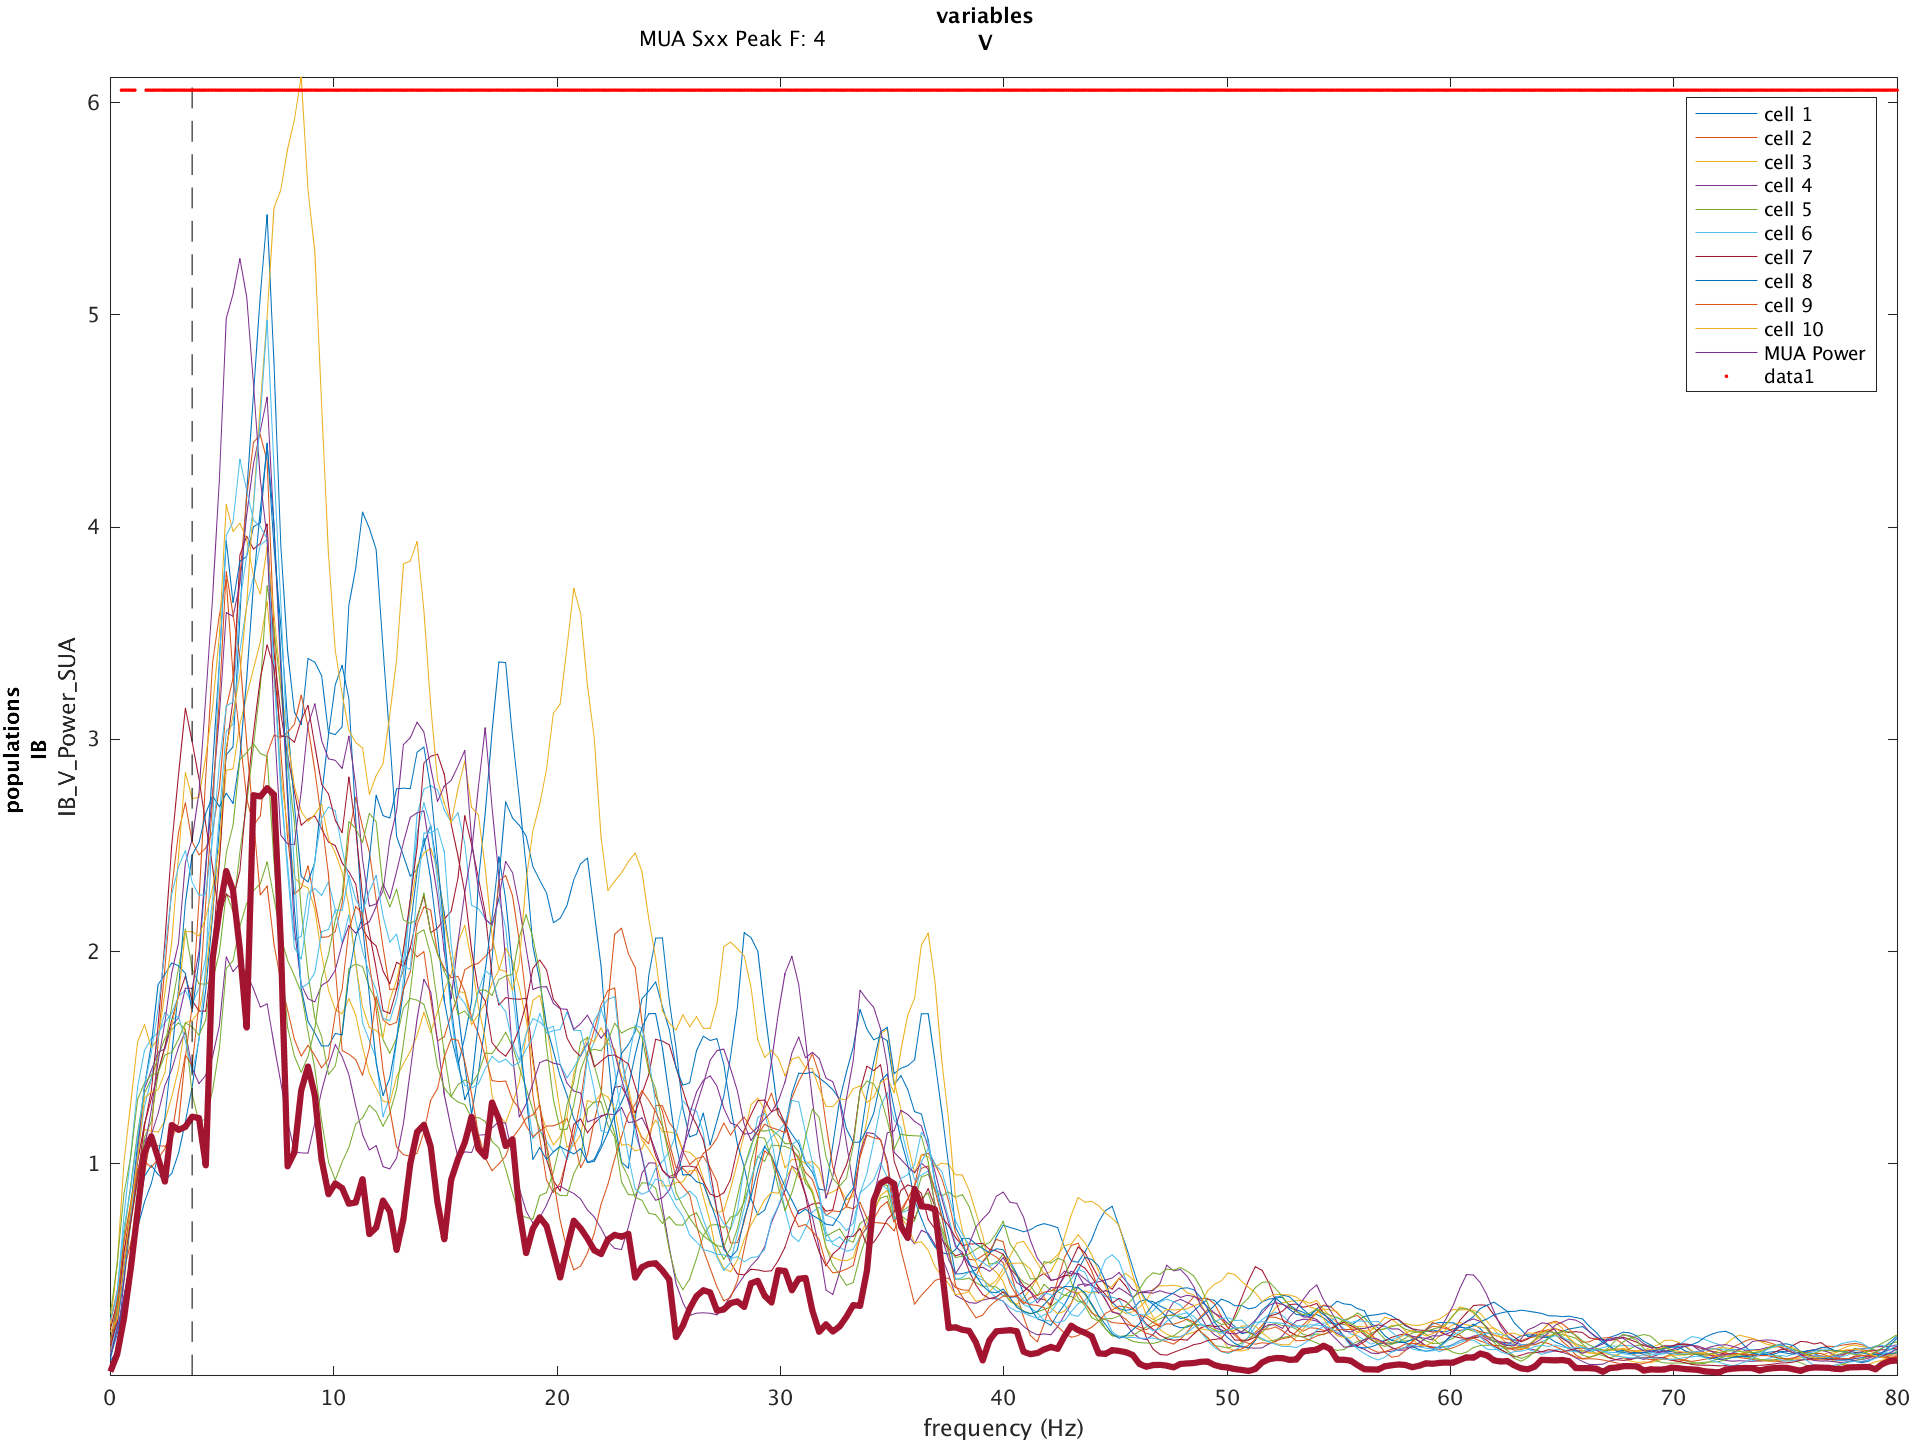 variables
MUA Sxx Peak F: 4
V
6
5
4
3
2
1
populations
IB
IB_V_Power_SUA
cell 1
cell 2
cell 3
cell 4
cell 5
cell 6
cell 7
cell 8
cell 9
cell 10
MUA Power
data1
0
10
20
30
40
50
60
70
80
frequency (Hz)